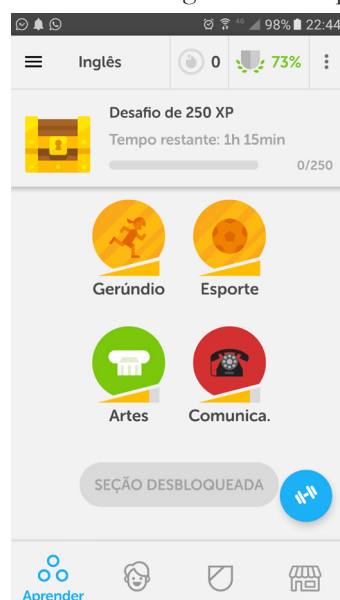 4G 98% 22:44
Inglês 0 73%
Desafio de 250 XP
Tempo restante: 1h 15min
0/250
Gerúndio Esporte
Artes Comunica.
SEÇÃO DESBLOQUEADA
Aprender